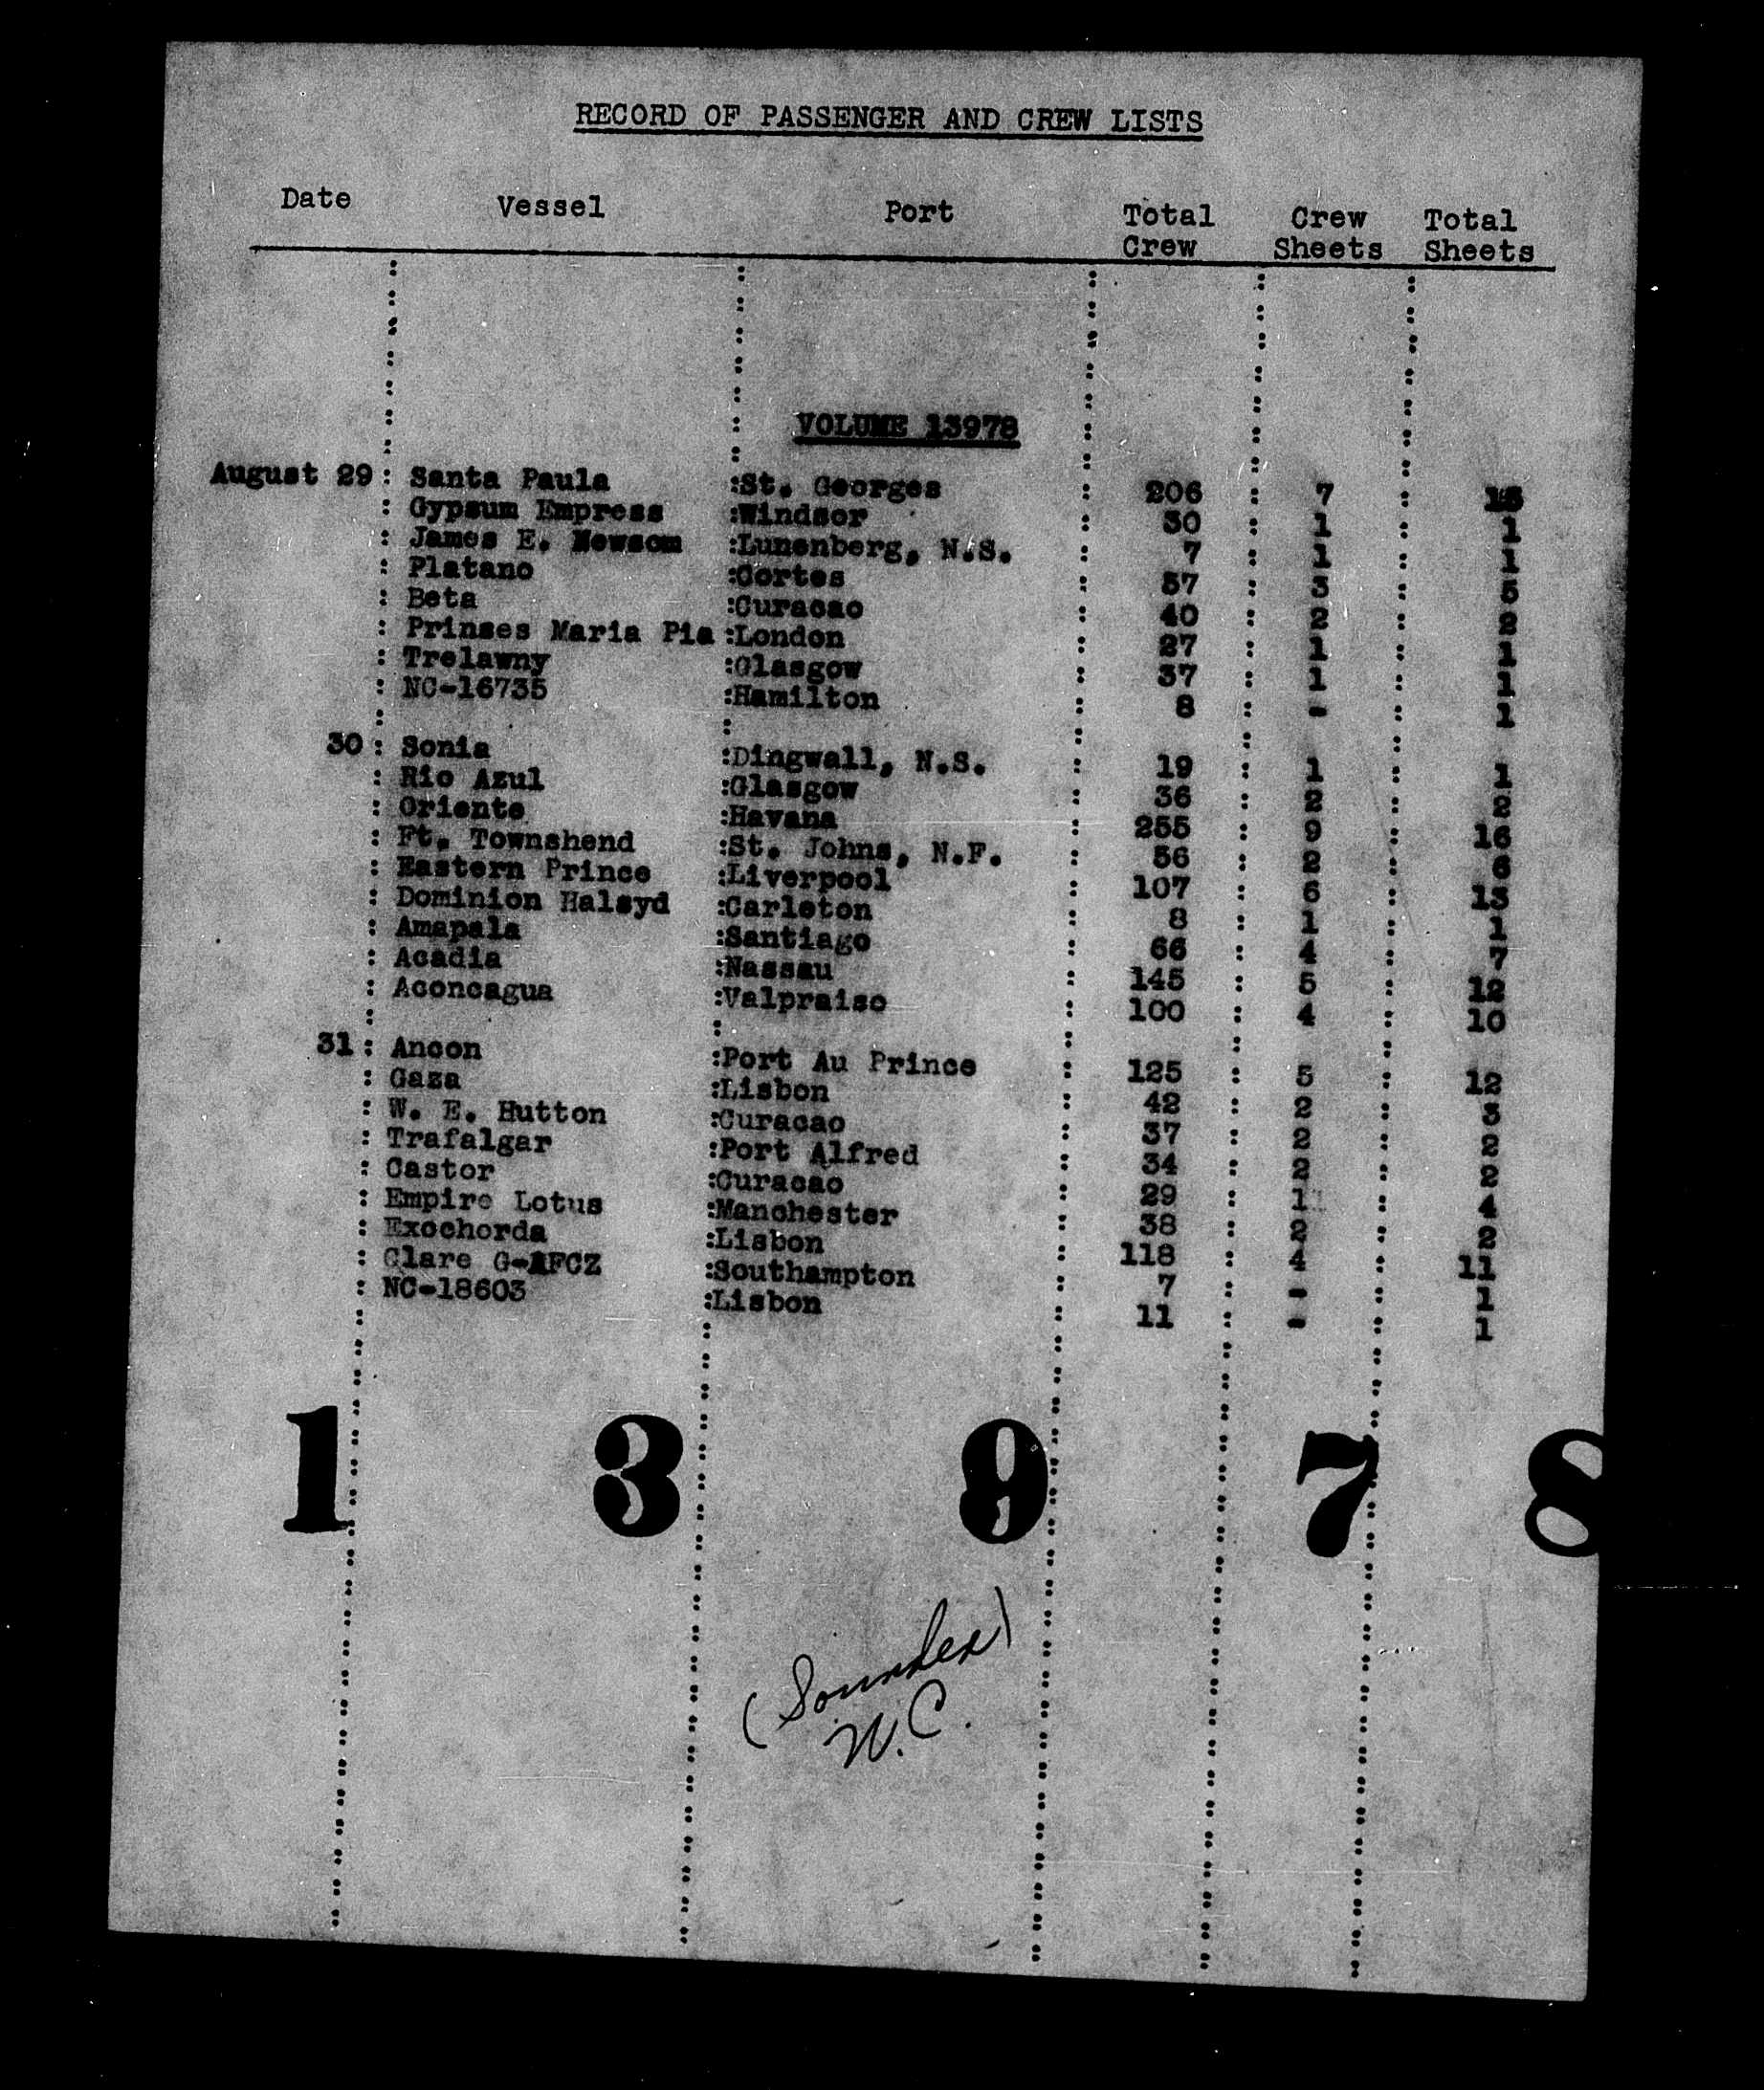 RECORD OF PASSENGER AND CREW LISTS
Date Vessel Port Total Crew Crew Sheets Total Sheets
VOLUME 13978
August 29: Santa Paula :St. Georges : 206 : 7 :
: Gypsum Empress :Windsor : 30 : 1 : 1
: James E. Newsom :Lunenberg, N.S. : 7 : 1 : 1
: Platano :Cortes : 57 : 3 : 5
: Beta :Curacao : 40 : 2 : 2
: Prinses Maria Pia :London : 27 : 1 : 1
: Trelawny :Glasgow : 37 : 1 : 1
: NC-16735 :Hamilton : 8 : - : 1
30: Sonia :Dingwall, N.S. : 19 : 1 : 1
: Rio Azul :Glasgow : 36 : 2 : 2
: Oriente :Havana : 255 : 9 : 16
: Ft. Townshend :St. Johns, N.F. : 56 : 2 : 6
: Eastern Prince :Liverpool : 107 : 6 : 13
: Dominion Halsyd :Carleton : 8 : 1 : 1
: Amapala :Santiago : 66 : 4 : 7
: Acadia :Nassau : 145 : 5 : 12
: Aconcagua :Valpraiso : 100 : 4 : 10
31: Ancon :Port Au Prince : 125 : 5 : 12
: Gaza :Lisbon : 42 : 2 : 3
: W. E. Hutton :Curacao : 37 : 2 : 2
: Trafalgar :Port Alfred : 34 : 2 : 2
: Castor :Curacao : 29 : 1 : 4
: Empire Lotus :Manchester : 38 : 2 : 2
: Exochorda :Lisbon : 118 : 4 : 11
: Clare G-AFCZ :Southampton : 7 : - : 1
: NC-18603 :Lisbon : 11 : - : 1
1 3 9 7 8
(Soundex)
W.C.